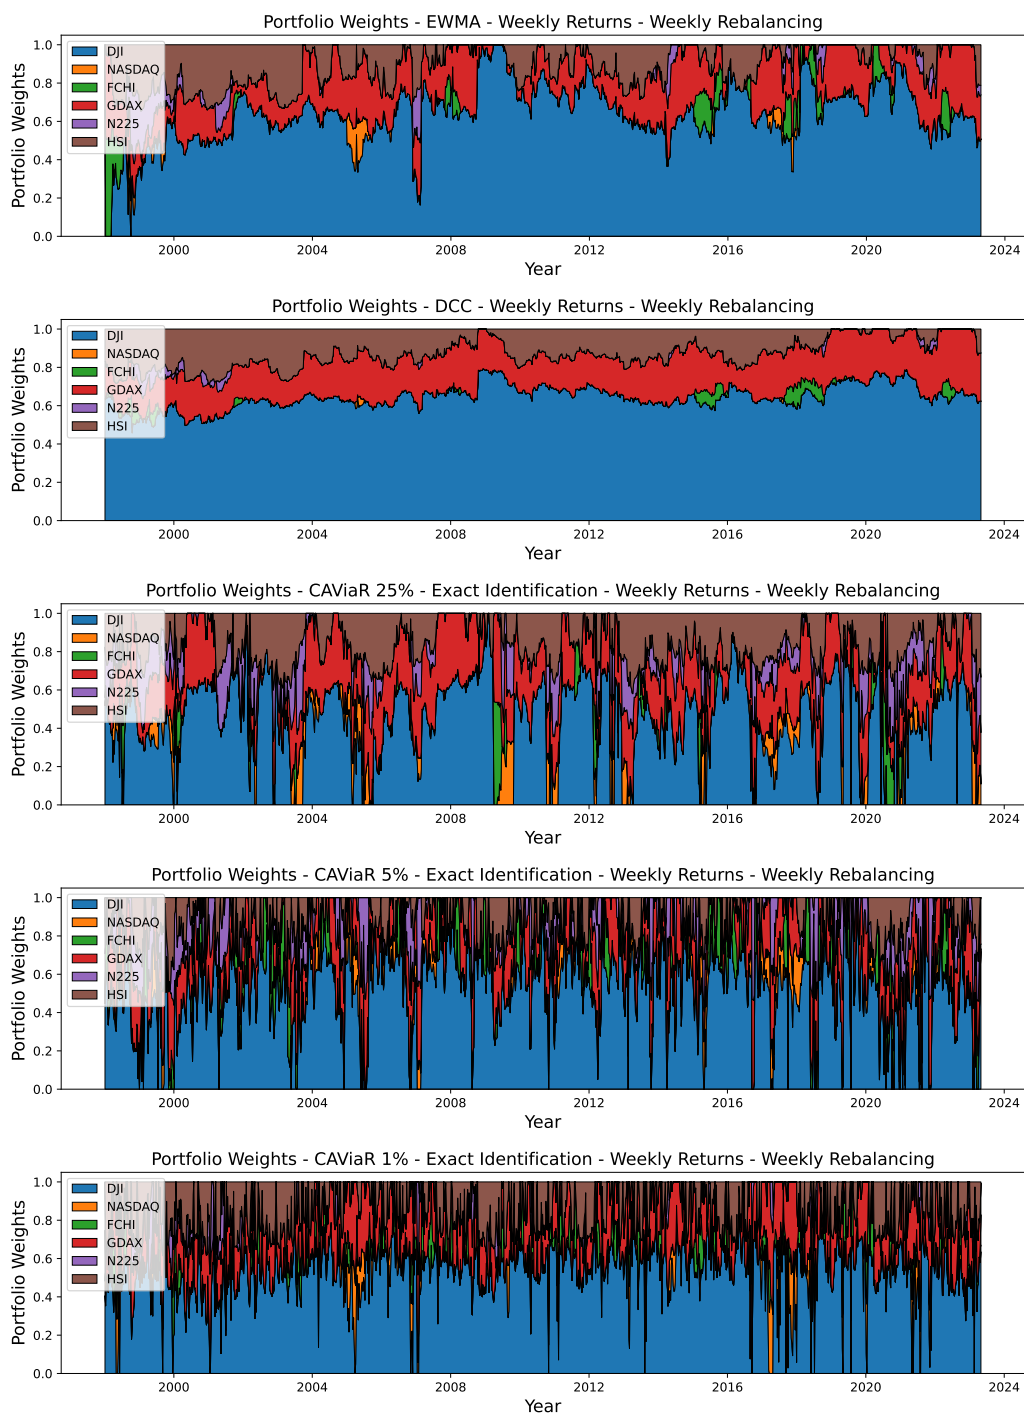 Portfolio Weights - EWMA - Weekly Returns - Weekly Rebalancing
Portfolio Weights
1.0
0.8
0.6
0.4
0.2
0.0
DJI
NASDAQ
FCHI
GDAX
N225
HSI
2000 2004 2008 2012 2016 2020 2024
Year
Portfolio Weights - DCC - Weekly Returns - Weekly Rebalancing
Portfolio Weights
1.0
0.8
0.6
0.4
0.2
0.0
DJI
NASDAQ
FCHI
GDAX
N225
HSI
2000 2004 2008 2012 2016 2020 2024
Year
Portfolio Weights - CAViaR 25% - Exact Identification - Weekly Returns - Weekly Rebalancing
Portfolio Weights
1.0
0.8
0.6
0.4
0.2
0.0
DJI
NASDAQ
FCHI
GDAX
N225
HSI
2000 2004 2008 2012 2016 2020 2024
Year
Portfolio Weights - CAViaR 5% - Exact Identification - Weekly Returns - Weekly Rebalancing
Portfolio Weights
1.0
0.8
0.6
0.4
0.2
0.0
DJI
NASDAQ
FCHI
GDAX
N225
HSI
2000 2004 2008 2012 2016 2020 2024
Year
Portfolio Weights - CAViaR 1% - Exact Identification - Weekly Returns - Weekly Rebalancing
Portfolio Weights
1.0
0.8
0.6
0.4
0.2
0.0
DJI
NASDAQ
FCHI
GDAX
N225
HSI
2000 2004 2008 2012 2016 2020 2024
Year